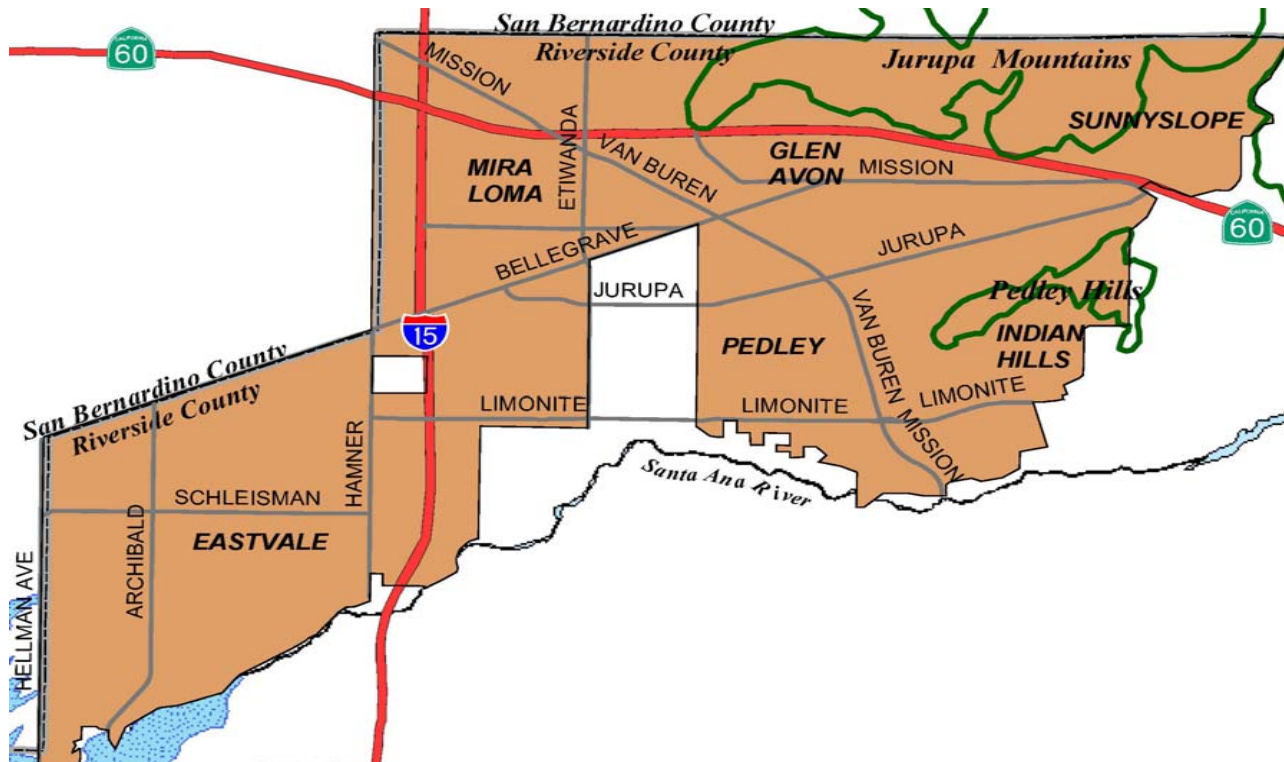 San Bernardino County
Riverside County
CALIFORNIA
60
MISSION
Jurupa Mountains
SUNNYSLOPE
ETIWANDA
VAN BUREN
GLEN
AVON
MISSION
MIRA
LOMA
CALIFORNIA
60
BELLEGRAVE
JURUPA
JURUPA
Pedley Hills
15
PEDLEY
VAN BUREN
INDIAN
HILLS
San Bernardino County
Riverside County
LIMONITE
LIMONITE
LIMONITE
HAMNER
MISSION
Santa Ana River
SCHLEISMAN
EASTVALE
ARCHIBALD
HELLMAN AVE